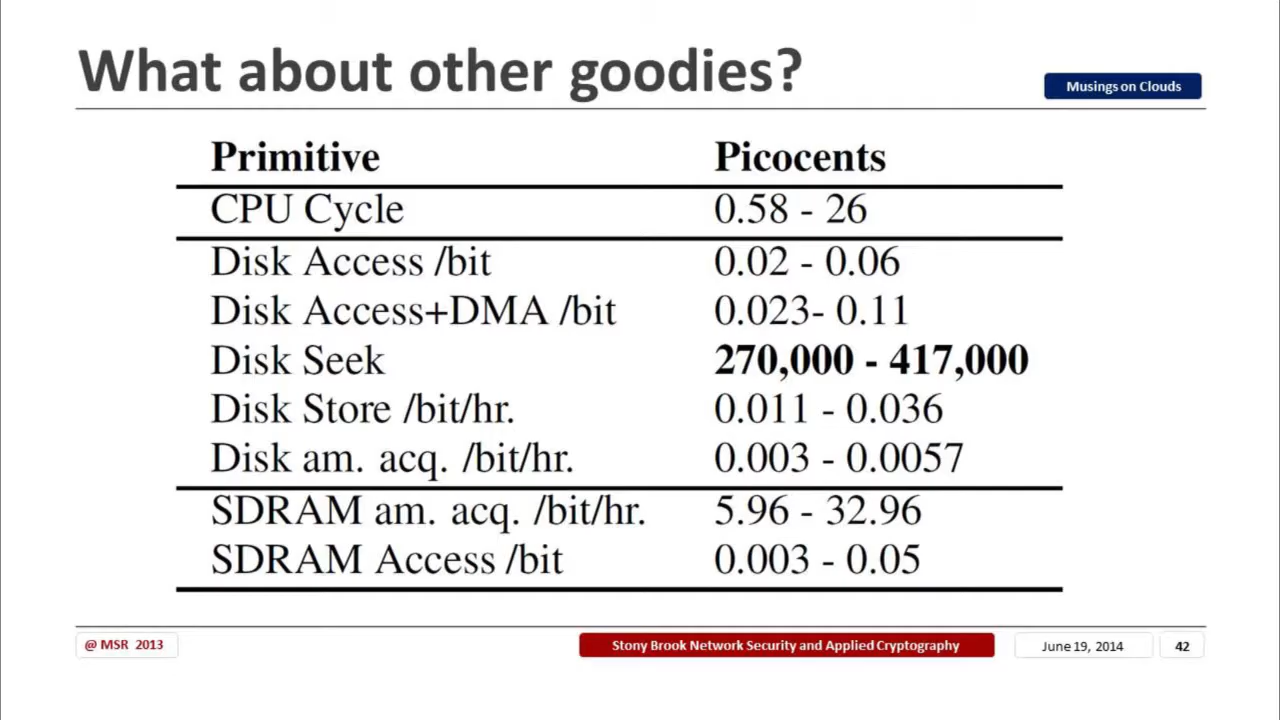 What about other goodies?
Musings on Clouds
Primitive Picocents
CPU Cycle 0.58 - 26
Disk Access /bit 0.02 - 0.06
Disk Access+DMA /bit 0.023- 0.11
Disk Seek 270,000 - 417,000
Disk Store /bit/hr. 0.011 - 0.036
Disk am. acq. /bit/hr. 0.003 - 0.0057
SDRAM am. acq. /bit/hr. 5.96 - 32.96
SDRAM Access /bit 0.003 - 0.05
@ MSR 2013
Stony Brook Network Security and Applied Cryptography
June 19, 2014
42